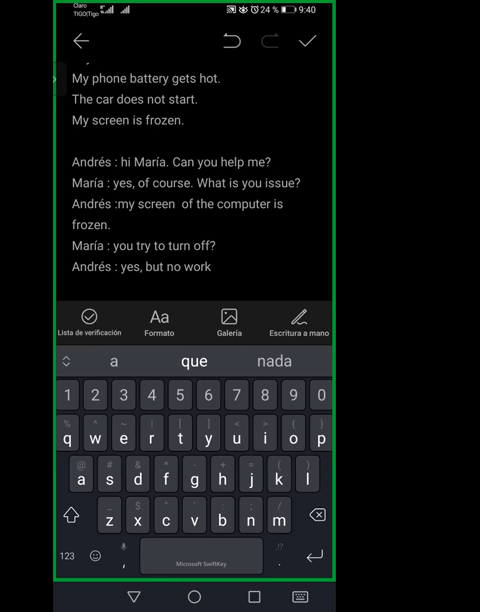 Claro
TIGO|Tigo
24 %
9:40
My phone battery gets hot.
The car does not start.
My screen is frozen.
Andrés : hi María. Can you help me?
María : yes, of course. What is you issue?
Andrés :my screen  of the computer is
frozen.
María : you try to turn off?
Andrés : yes, but no work
Lista de verificación
Aa
Formato
Galería
Escritura a mano
a que nada
1 2 3 4 5 6 7 8 9 0
q w e r t y u i o p
a s d f g h j k l
z x c v b n m
123 , Microsoft SwiftKey .